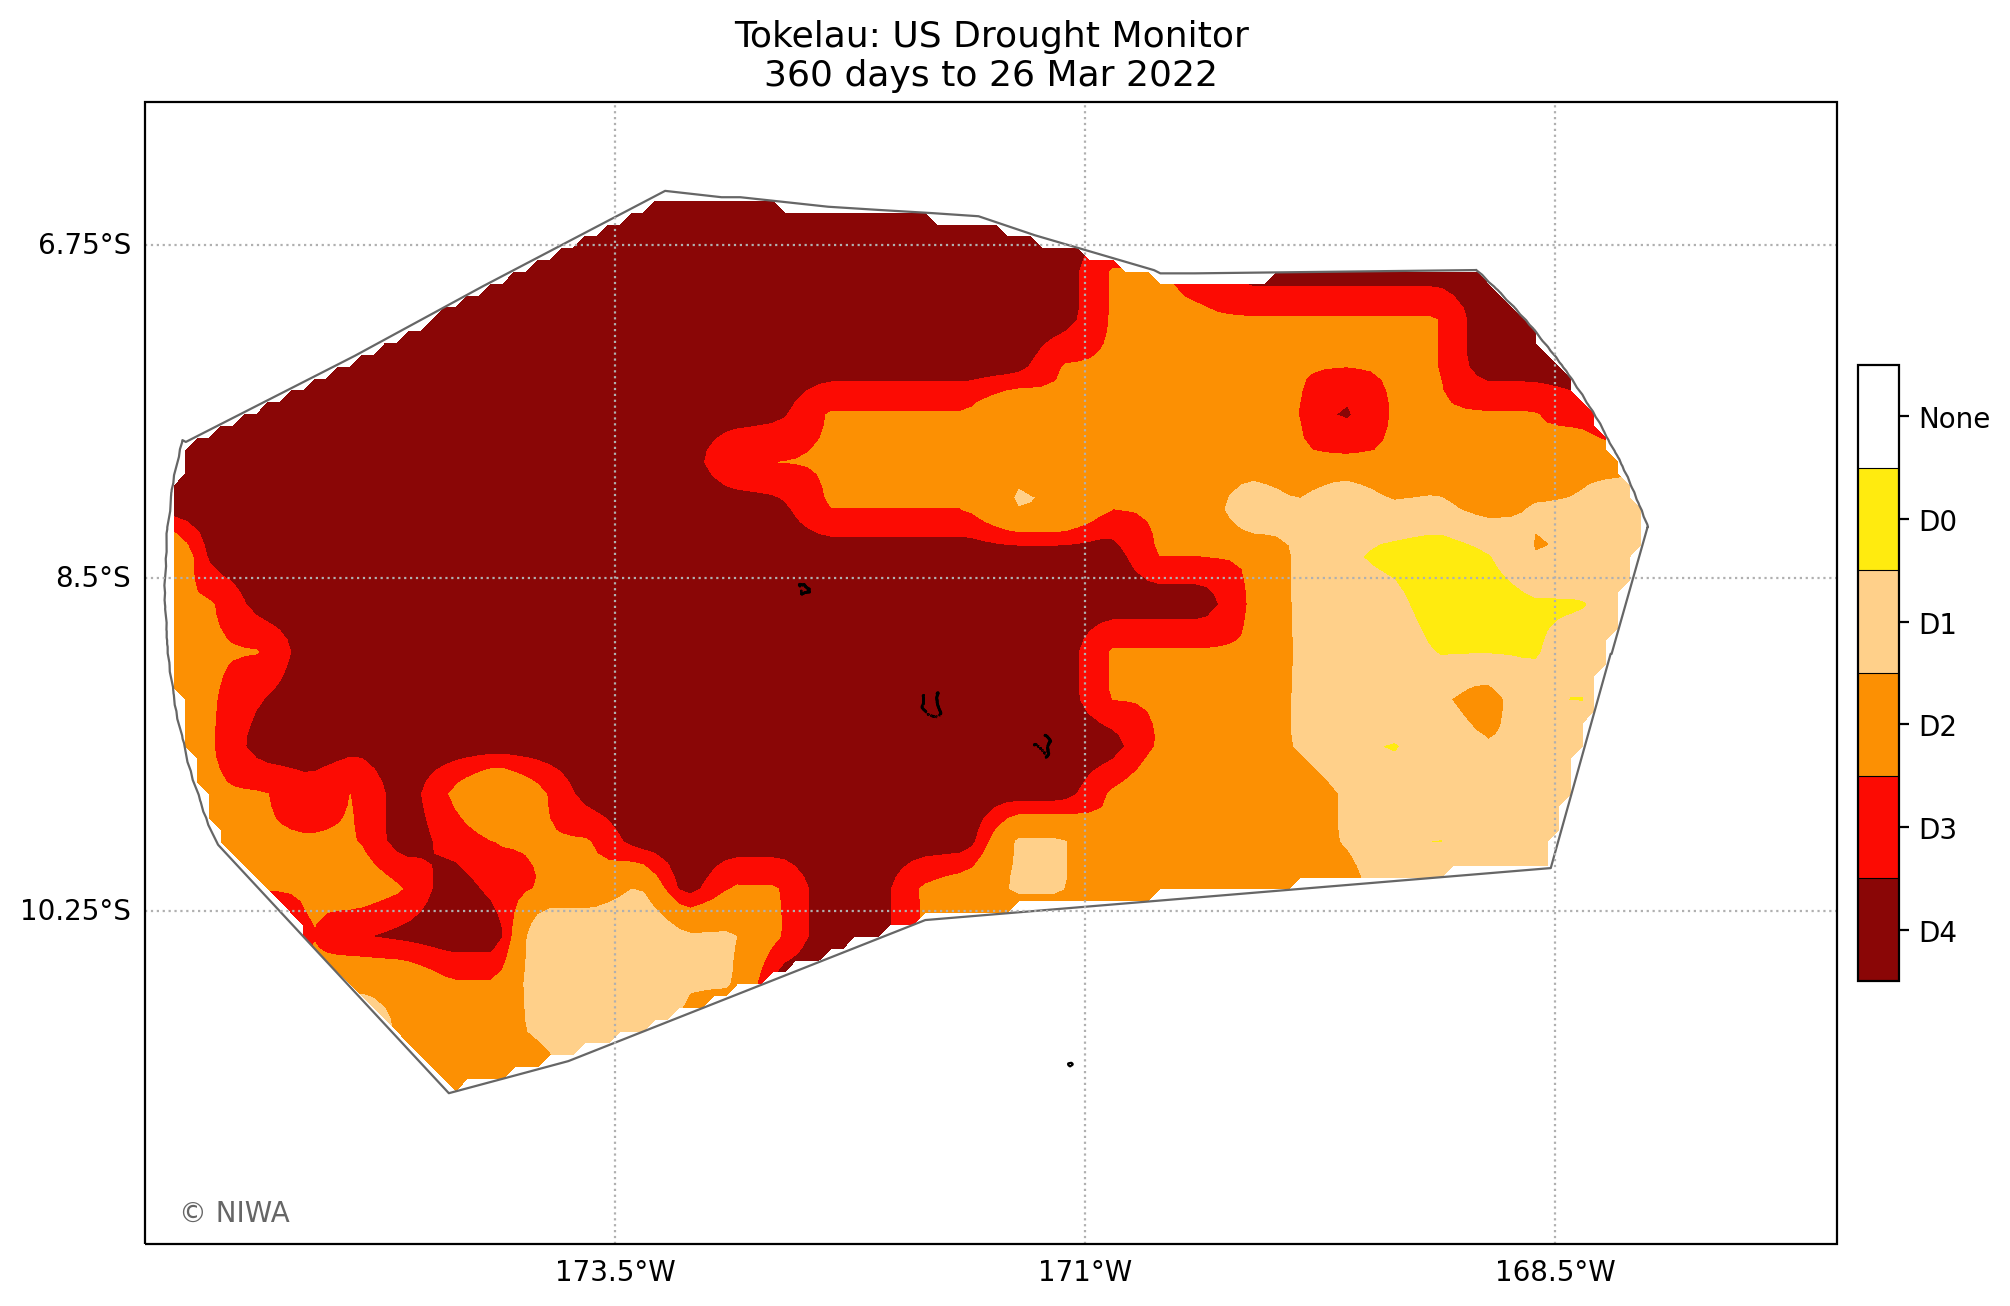 Tokelau: US Drought Monitor
360 days to 26 Mar 2022
6.75°S
8.5°S
10.25°S
173.5°W
171°W
168.5°W
None
D0
D1
D2
D3
D4
© NIWA